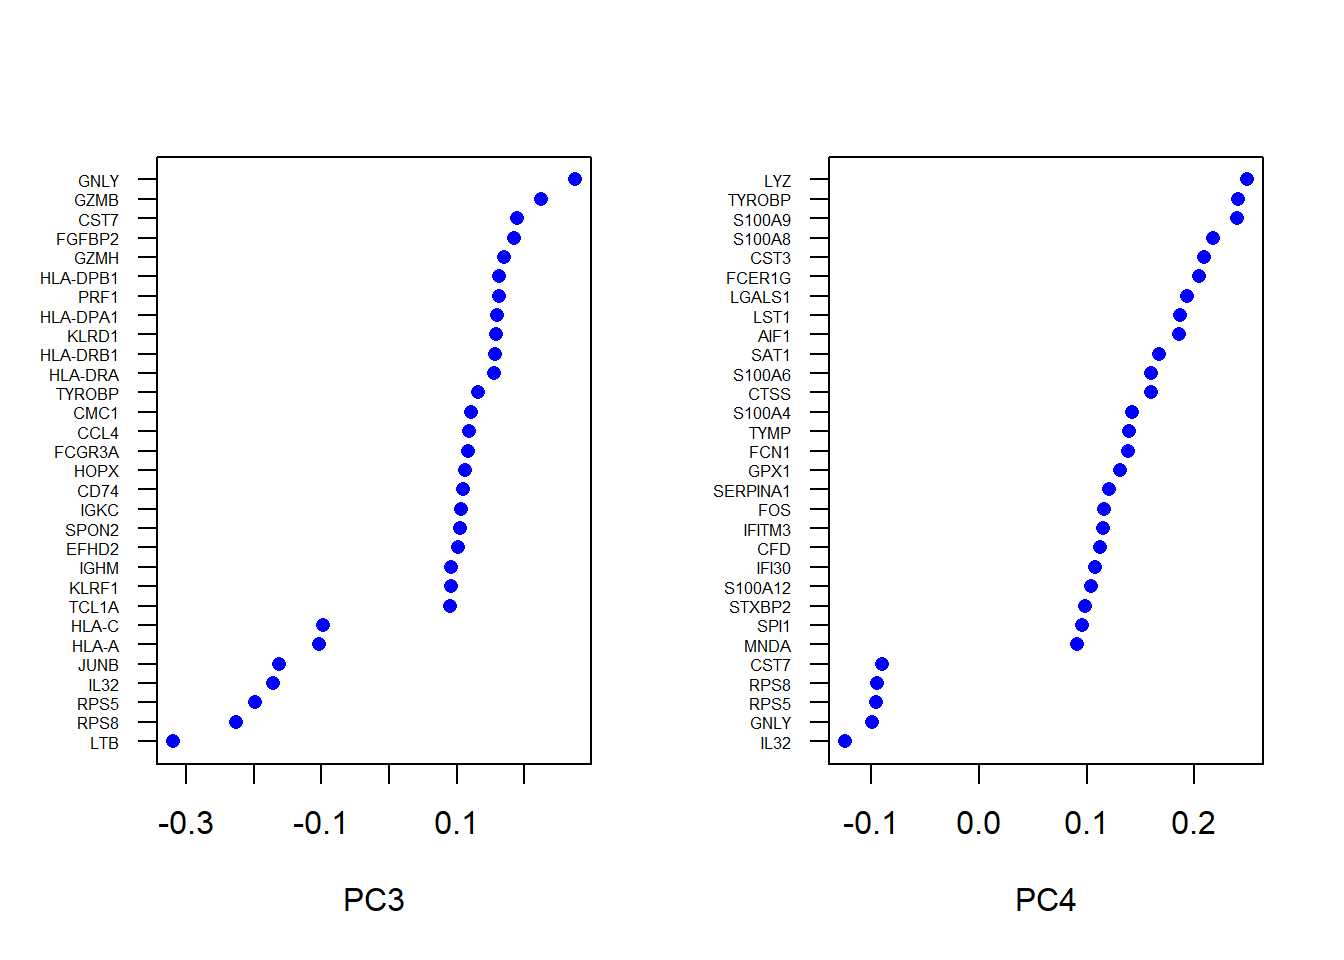 GNLY
GZMB
CST7
FGFBP2
GZMH
HLA-DPB1
PRF1
HLA-DPA1
KLRD1
HLA-DRB1
HLA-DRA
TYROBP
CMC1
CCL4
FCGR3A
HOPX
CD74
IGKC
SPON2
EFHD2
IGHM
KLRF1
TCL1A
HLA-C
HLA-A
JUNB
IL32
RPS5
RPS8
LTB
-0.3 -0.1 0.1
PC3
LYZ
TYROBP
S100A9
S100A8
CST3
FCER1G
LGALS1
LST1
AIF1
SAT1
S100A6
CTSS
S100A4
TYMP
FCN1
GPX1
SERPINA1
FOS
IFITM3
CFD
IFI30
S100A12
STXBP2
SPI1
MNDA
CST7
RPS8
RPS5
GNLY
IL32
-0.1 0.0 0.1 0.2
PC4